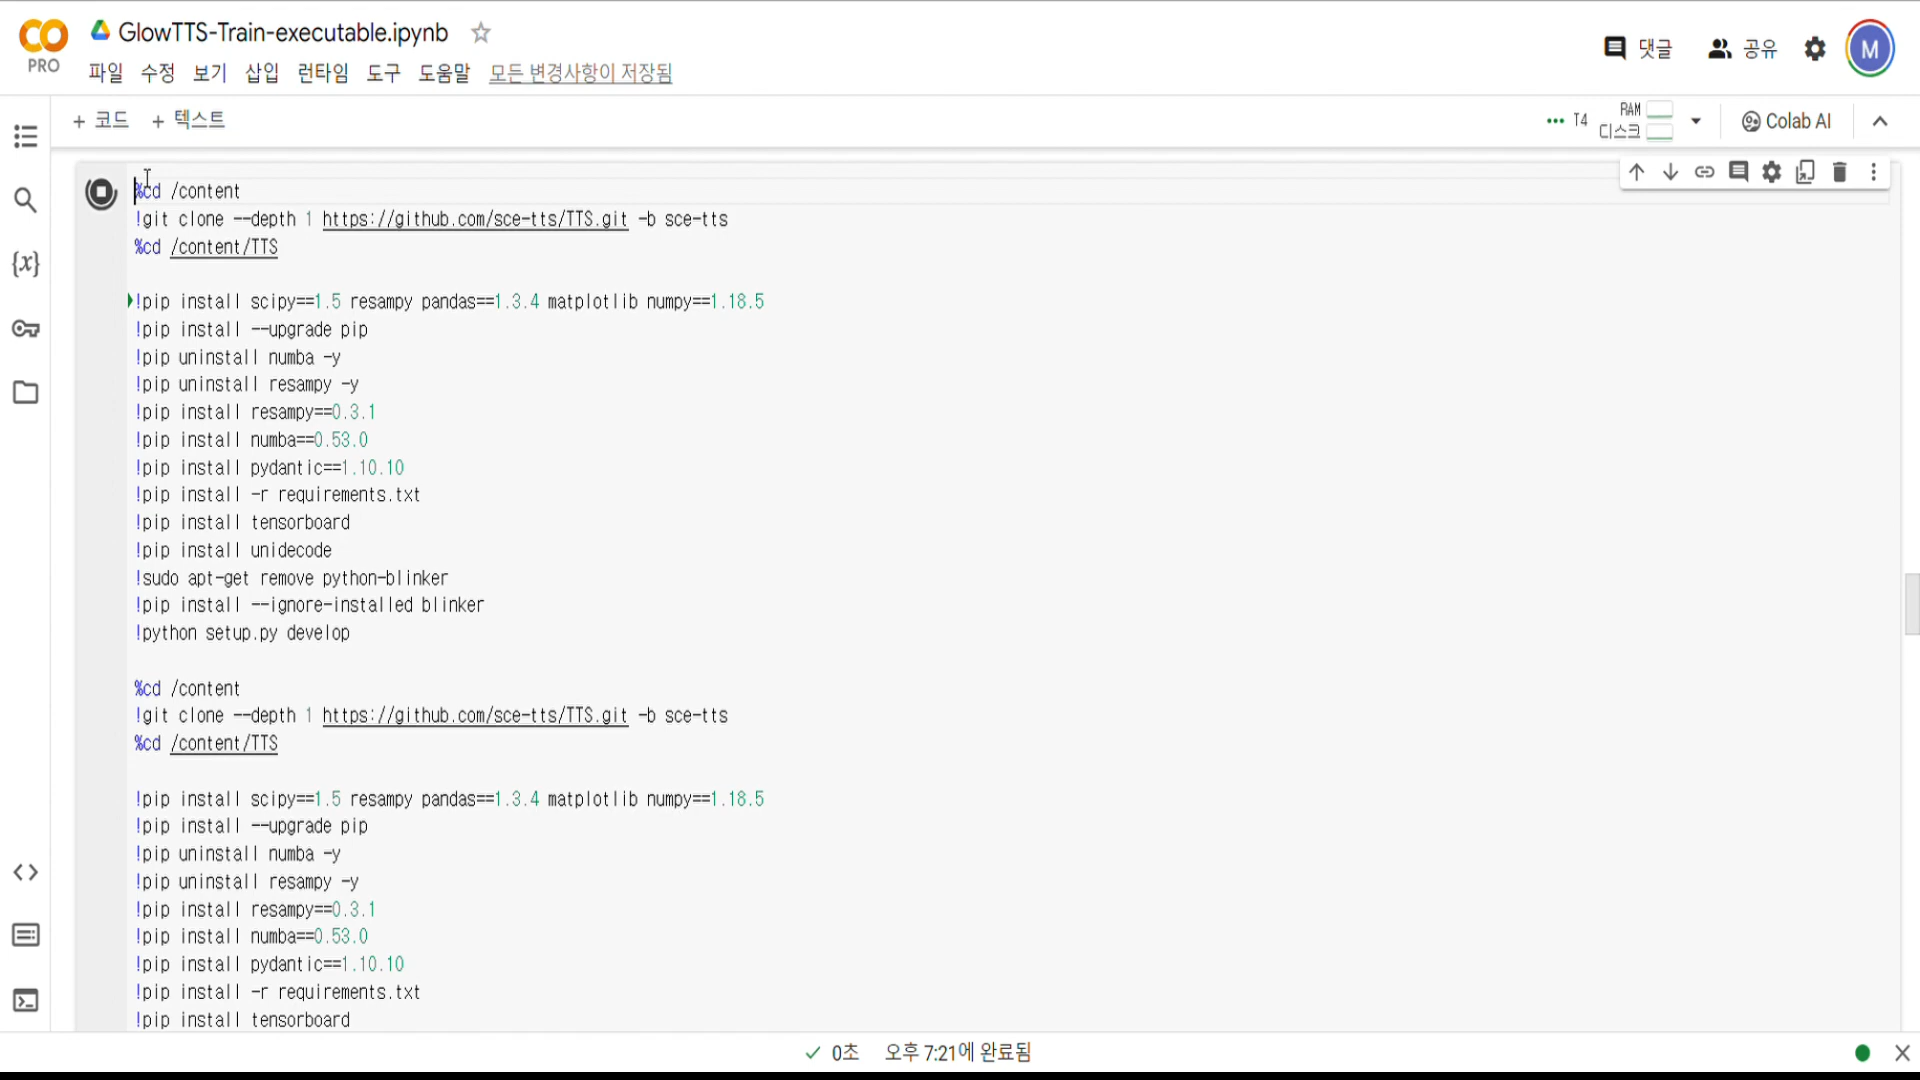 GlowTTS-Train-executable.ipynb
PRO
파일 수정 보기 삽입 런타임 도구 도움말 모든 변경사항이 저장됨
댓글 공유 M
+ 코드 + 텍스트
T4 RAM 디스크 Colab AI
%cd /content
!git clone --depth 1 https://github.com/sce-tts/TTS.git -b sce-tts
%cd /content/TTS
!pip install scipy==1.5 resampy pandas==1.3.4 matplotlib numpy==1.18.5
!pip install --upgrade pip
!pip uninstall numba -y
!pip uninstall resampy -y
!pip install resampy==0.3.1
!pip install numba==0.53.0
!pip install pydantic==1.10.10
!pip install -r requirements.txt
!pip install tensorboard
!pip install unidecode
!sudo apt-get remove python-blinker
!pip install --ignore-installed blinker
!python setup.py develop
%cd /content
!git clone --depth 1 https://github.com/sce-tts/TTS.git -b sce-tts
%cd /content/TTS
!pip install scipy==1.5 resampy pandas==1.3.4 matplotlib numpy==1.18.5
!pip install --upgrade pip
!pip uninstall numba -y
!pip uninstall resampy -y
!pip install resampy==0.3.1
!pip install numba==0.53.0
!pip install pydantic==1.10.10
!pip install -r requirements.txt
!pip install tensorboard
0초 오후 7:21에 완료됨